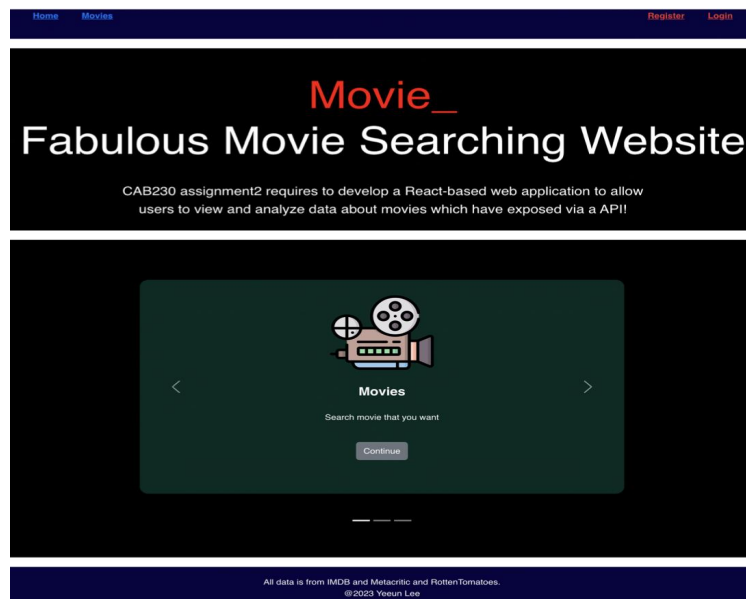 Home Movies Register Login
Movie_
Fabulous Movie Searching Website
CAB230 assignment2 requires to develop a React-based web application to allow
users to view and analyze data about movies which have exposed via a API!
Movies
Search movie that you want
Continue
All data is from IMDB and Metacritic and RottenTomatoes.
@2023 Yeeun Lee